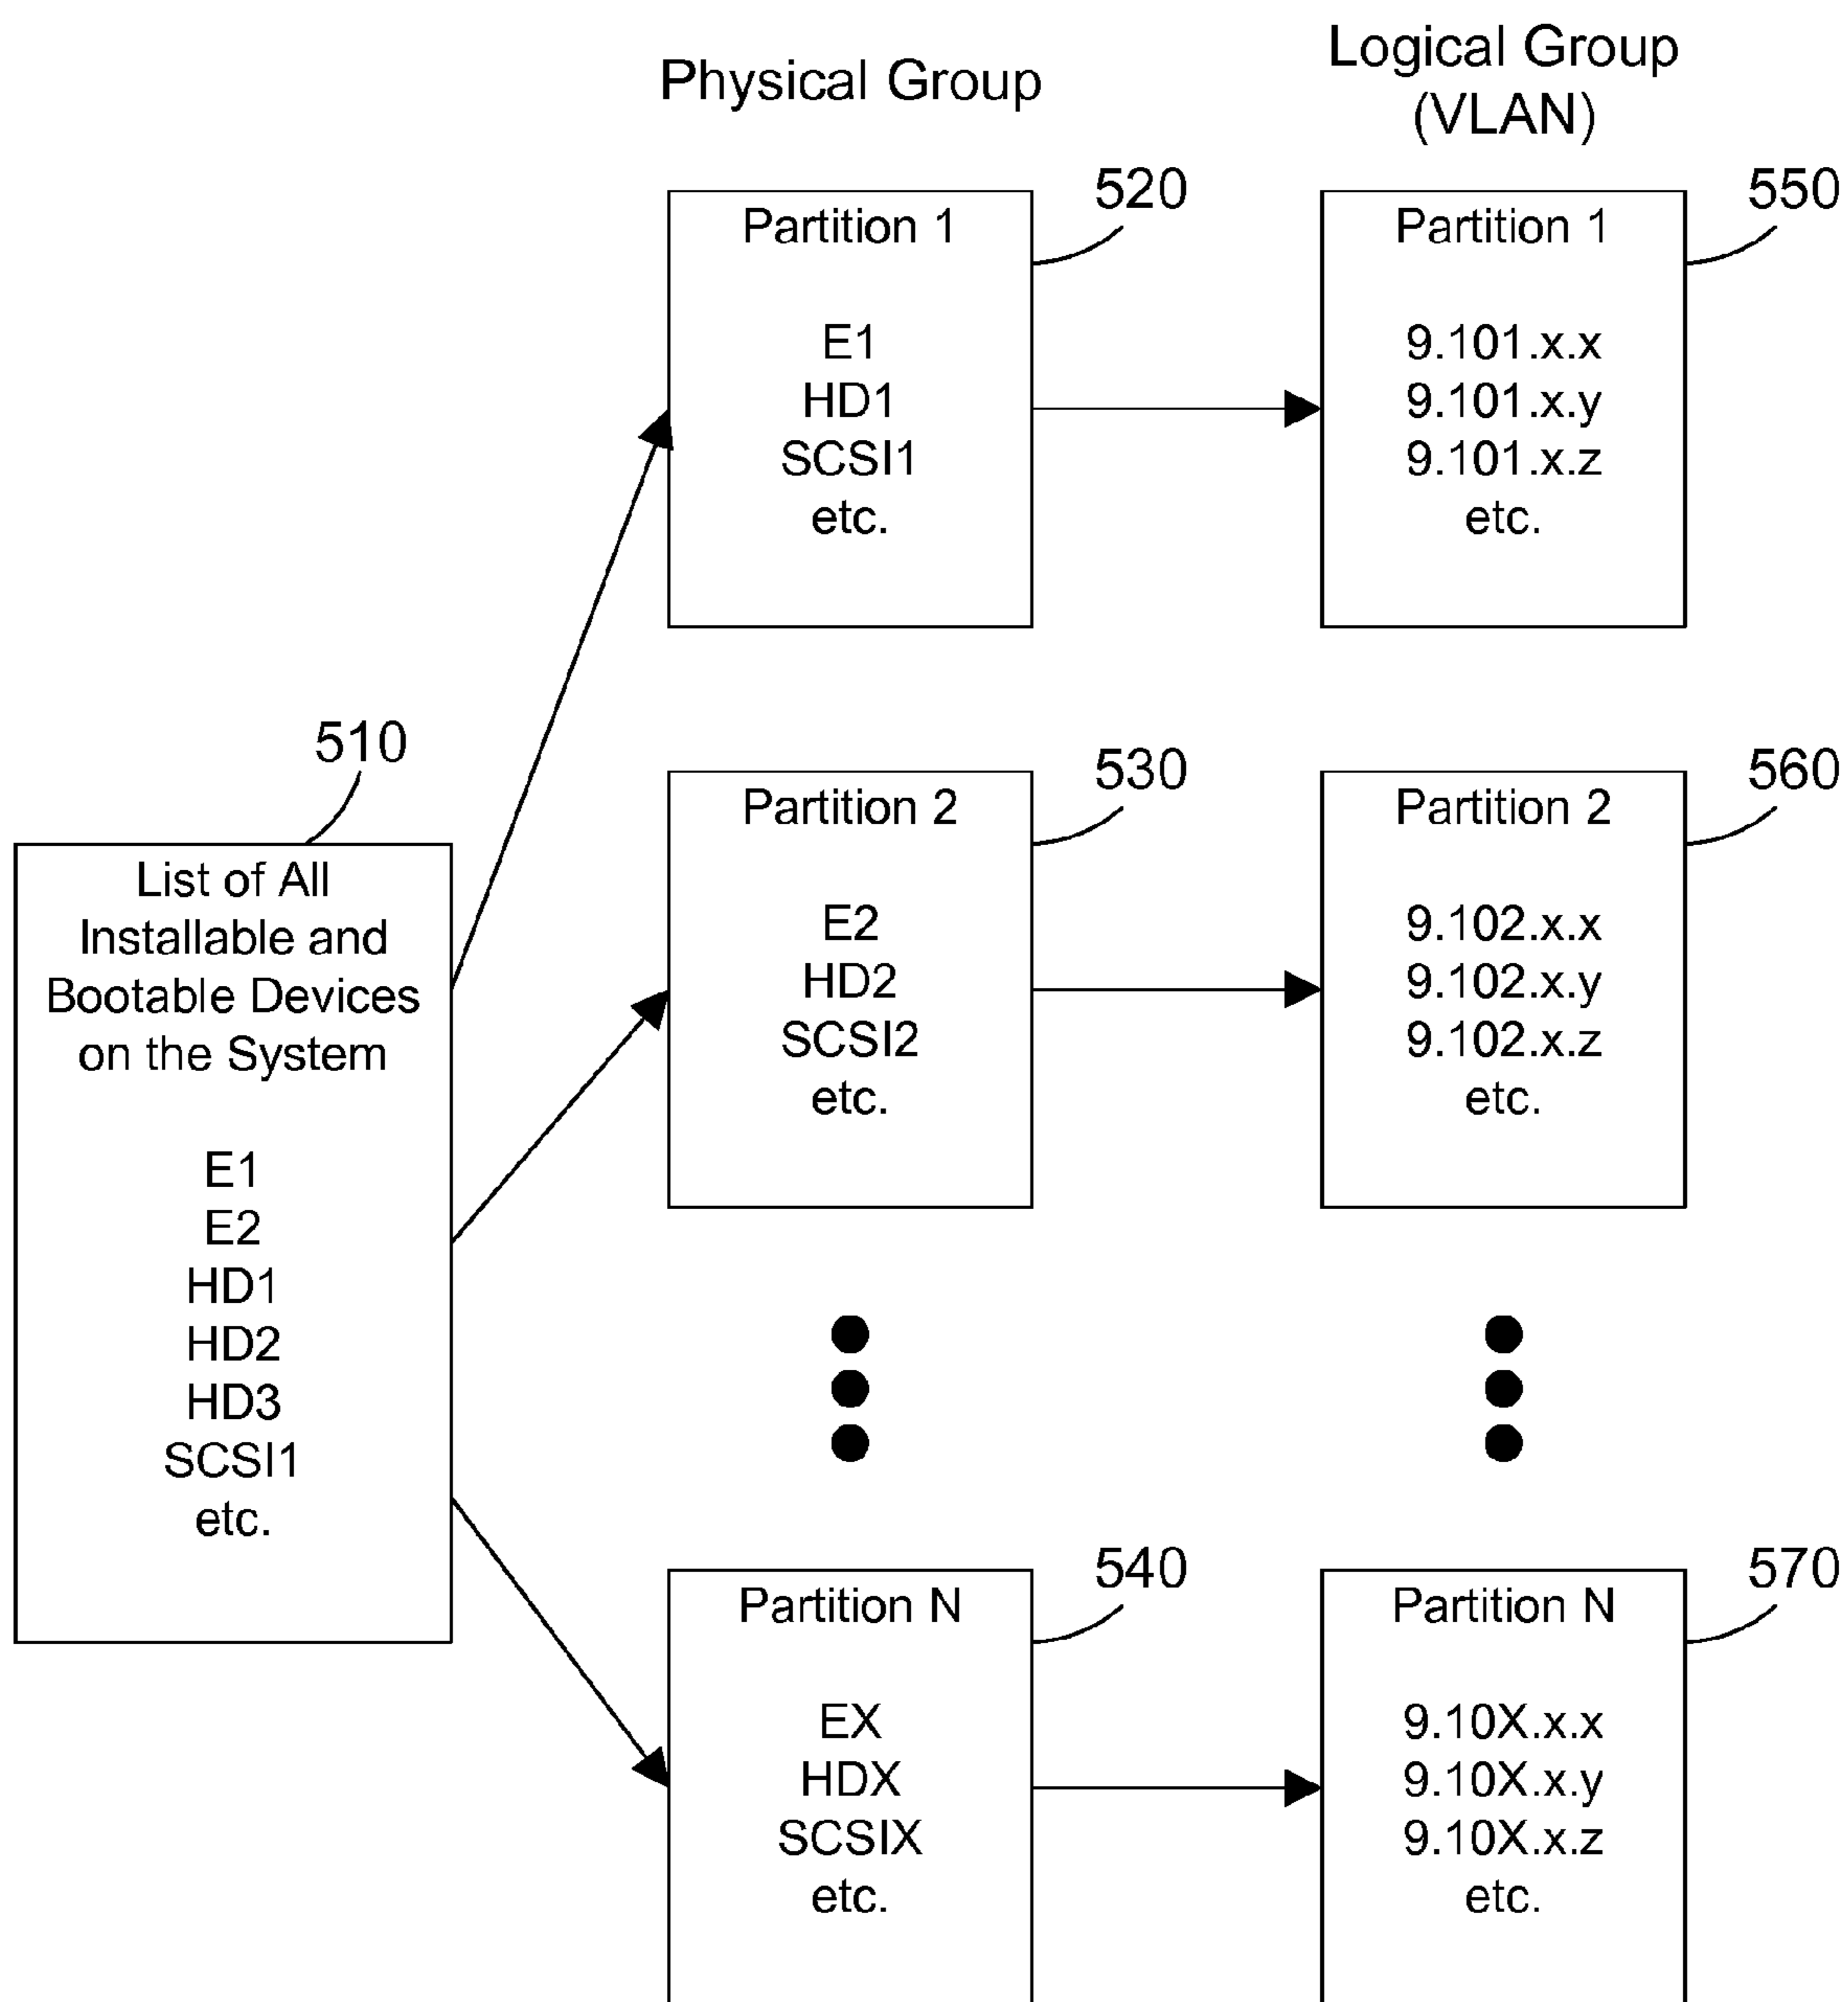 Physical Group
Logical Group
(VLAN)
520
Partition 1
E1
HD1
SCSI1
etc.
550
Partition 1
9.101.x.x
9.101.x.y
9.101.x.z
etc.
510
List of All
Installable and
Bootable Devices
on the System
E1
E2
HD1
HD2
HD3
SCSI1
etc.
530
Partition 2
E2
HD2
SCSI2
etc.
560
Partition 2
9.102.x.x
9.102.x.y
9.102.x.z
etc.
540
Partition N
EX
HDX
SCSIX
etc.
570
Partition N
9.10X.x.x
9.10X.x.y
9.10X.x.z
etc.